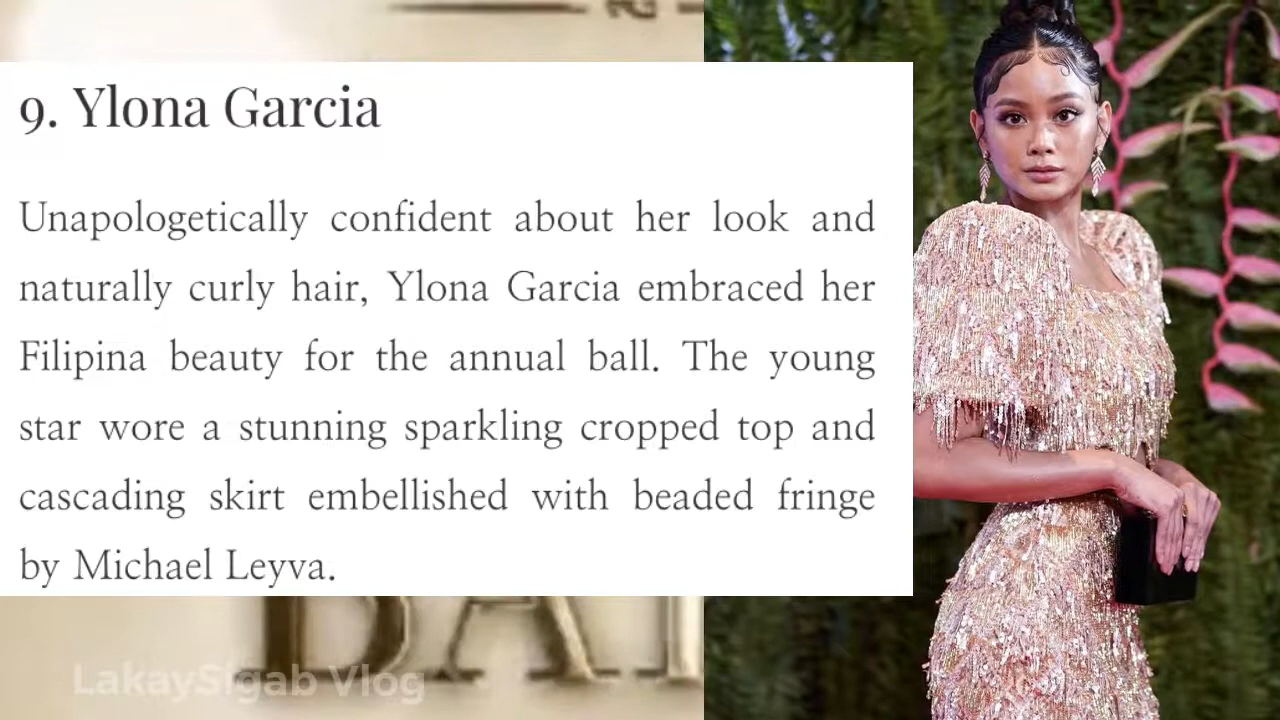 9. Ylona Garcia
Unapologetically confident about her look and
naturally curly hair, Ylona Garcia embraced her
Filipina beauty for the annual ball. The young
star wore a stunning sparkling cropped top and
cascading skirt embellished with beaded fringe
by Michael Leyva.
LakaySigab Vlog